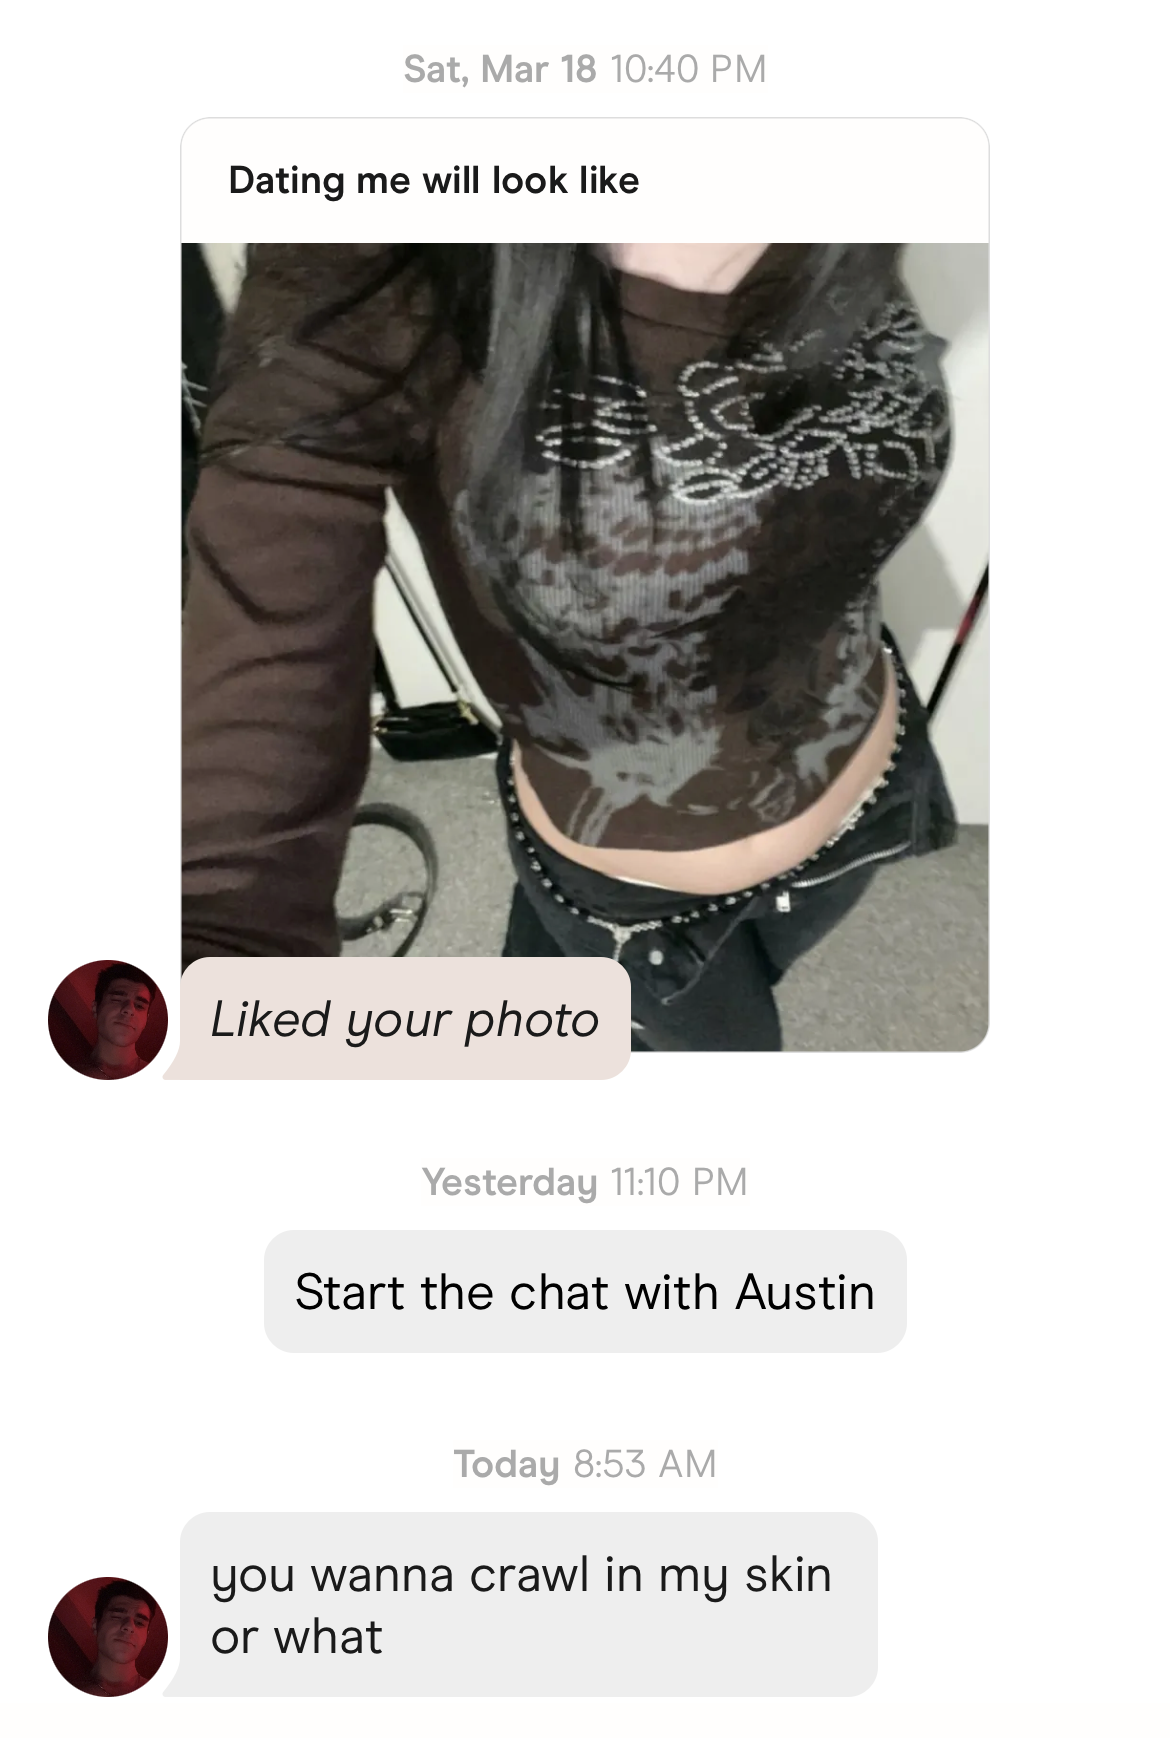 Sat, Mar 18 10:40 PM
Dating me will look like
Liked your photo
Yesterday 11:10 PM
Start the chat with Austin
Today 8:53 AM
you wanna crawl in my skin
or what